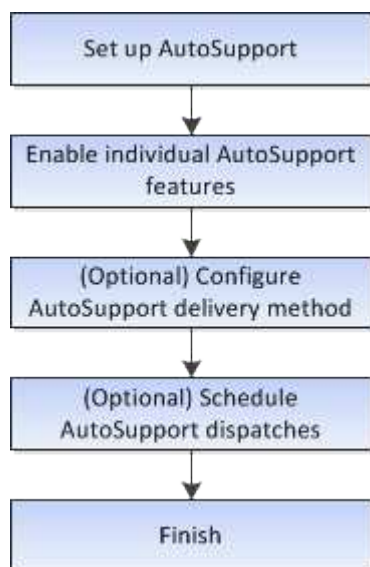 Set up AutoSupport
Enable individual AutoSupport
features
(Optional) Configure
AutoSupport delivery method
(Optional) Schedule
AutoSupport dispatches
Finish